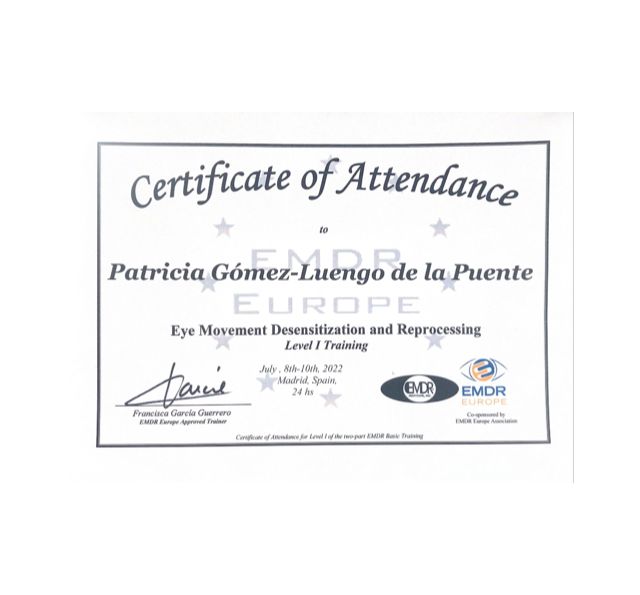 Certificate of Attendance
to
EMDR
Patricia Gómez-Luengo de la Puente
EUROPE
Eye Movement Desensitization and Reprocessing
Level I Training
July , 8th-10th, 2022
Madrid, Spain,
24 hs
Francisca García Guerrero
EMDR Europe Approved Trainer
EMDR
EMDR
EUROPE
Co-sponsored by
EMDR Europe Association
Certificate of Attendance for Level I of the two-part EMDR Basic Training